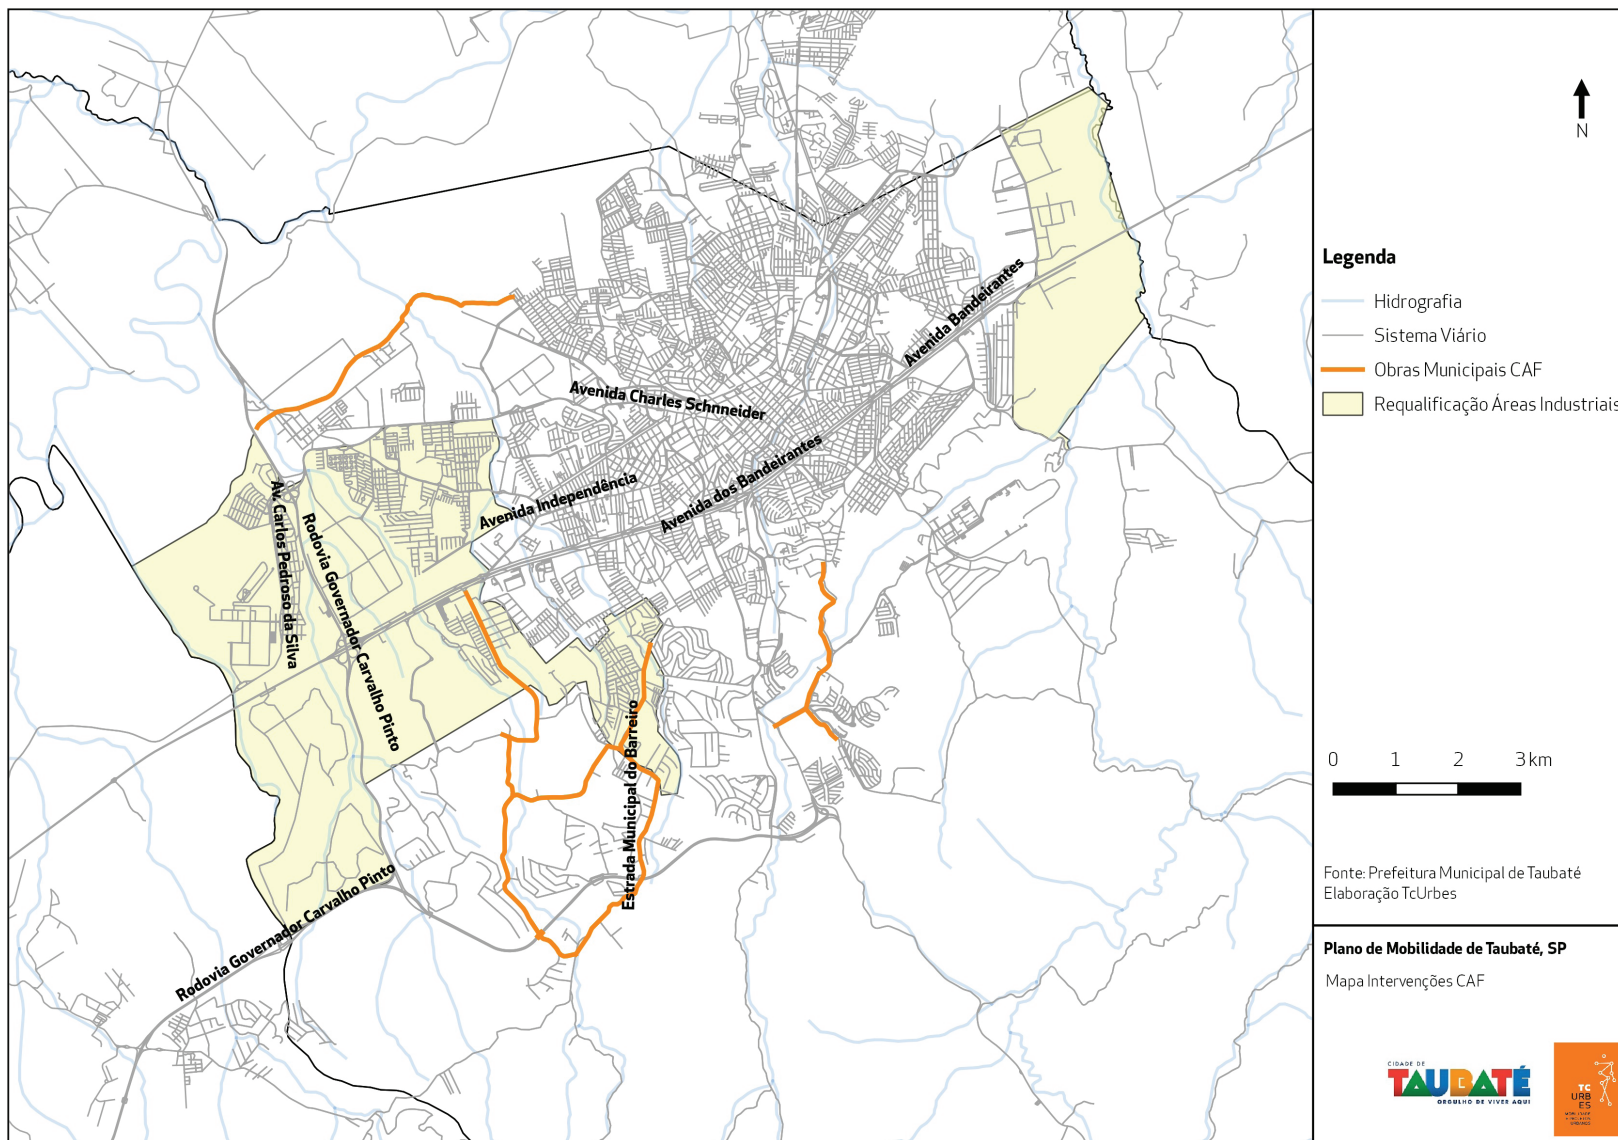 Avenida Bandeirantes
Avenida Charles Schnneider
Avenida dos Bandeirantes
Avenida Independência
Av. Carlos Pedroso da Silva
Rodovia Governador Carvalho Pinto
Estrada Municipal do Barreiro
Rodovia Governador Carvalho Pinto
N
Legenda
Hidrografia
Sistema Viário
Obras Municipais CAF
Requalificação Áreas Industriais
0 1 2 3 km
Fonte: Prefeitura Municipal de Taubaté
Elaboração TcUrbes
Plano de Mobilidade de Taubaté, SP
Mapa Intervenções CAF
CIDADE DE
TAUBATÉ
ORGULHO DE VIVER AQUI
TC
URB
ES